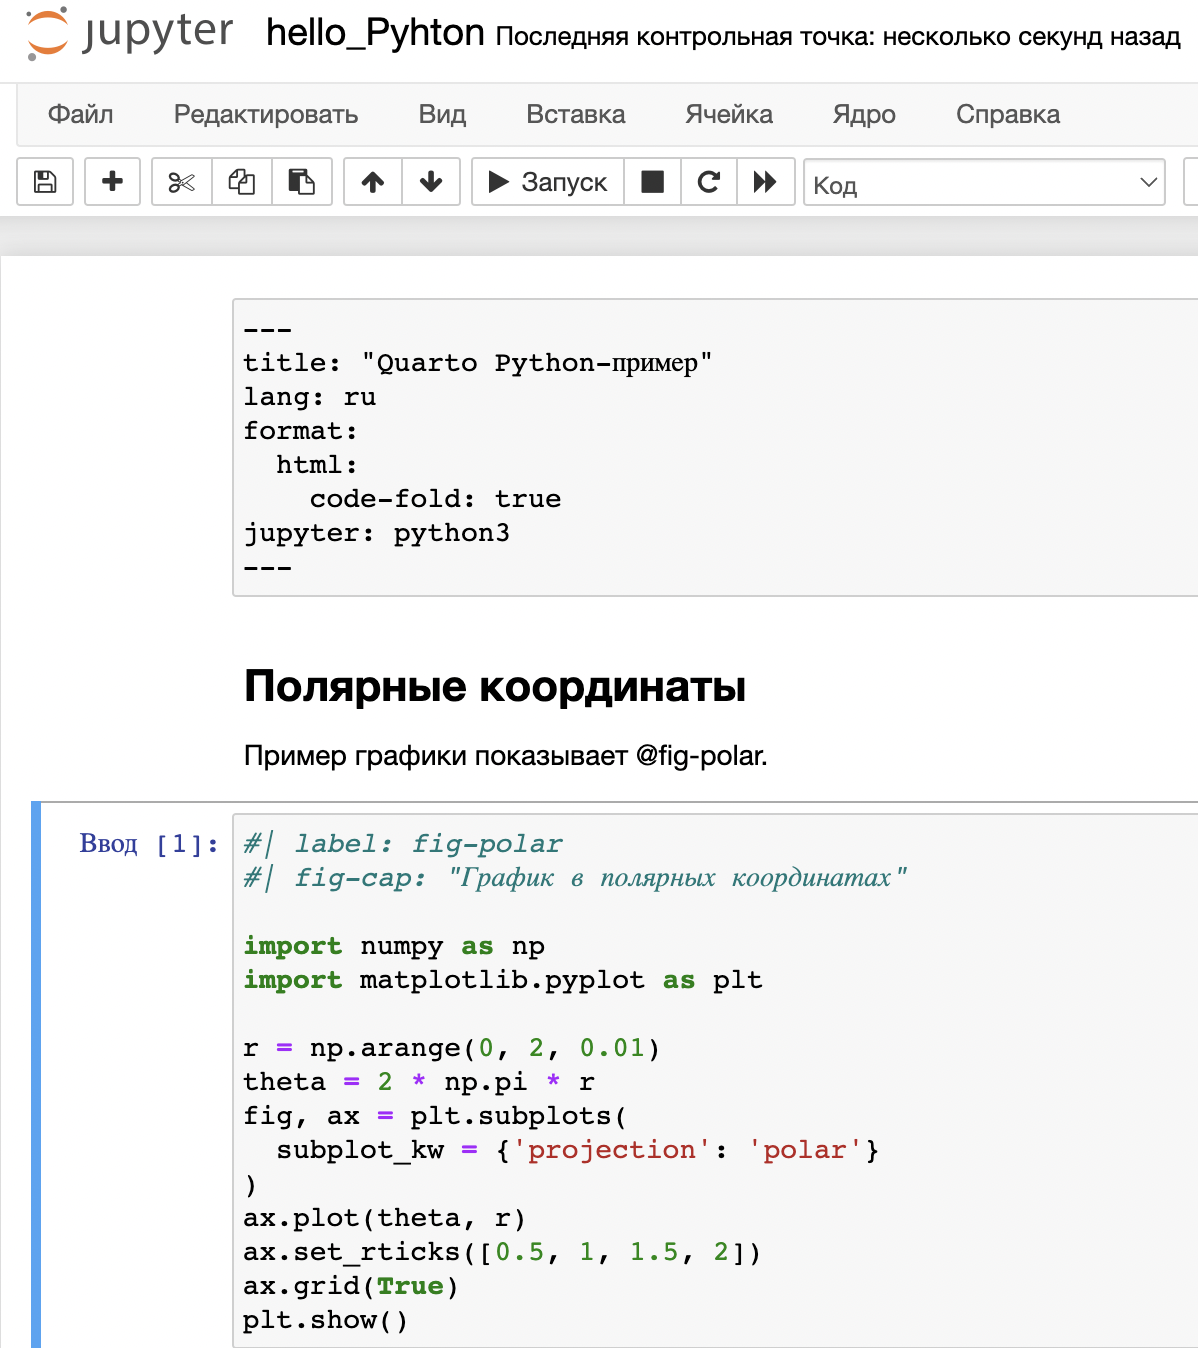 jupyter hello_Pyhton Последняя контрольная точка: несколько секунд назад
Файл Редактировать Вид Вставка Ячейка Ядро Справка
Запуск Код
---
title: "Quarto Python-пример"
lang: ru
format:
  html:
    code-fold: true
jupyter: python3
---
Полярные координаты
Пример графики показывает @fig-polar.
Ввод [1]: #| label: fig-polar
#| fig-cap: "График в полярных координатах"
import numpy as np
import matplotlib.pyplot as plt
r = np.arange(0, 2, 0.01)
theta = 2 * np.pi * r
fig, ax = plt.subplots(
  subplot_kw = {'projection': 'polar'}
)
ax.plot(theta, r)
ax.set_rticks([0.5, 1, 1.5, 2])
ax.grid(True)
plt.show()